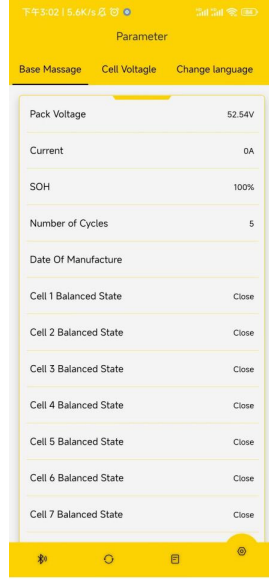 下午3:02 | 5.6K/s
Parameter
Base Massage Cell Voltagle Change language
Pack Voltage 52.54V
Current 0A
SOH 100%
Number of Cycles 5
Date Of Manufacture
Cell 1 Balanced State Close
Cell 2 Balanced State Close
Cell 3 Balanced State Close
Cell 4 Balanced State Close
Cell 5 Balanced State Close
Cell 6 Balanced State Close
Cell 7 Balanced State Close